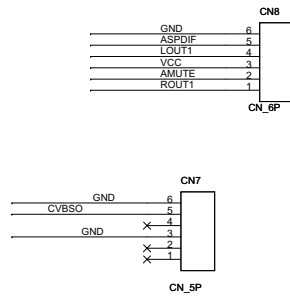 CN8
GND 6
ASPDIF 5
LOUT1 4
VCC 3
AMUTE 2
ROUT1 1
CN_6P
CN7
GND 6
CVBSO 5
4
GND 3
2
1
CN_5P